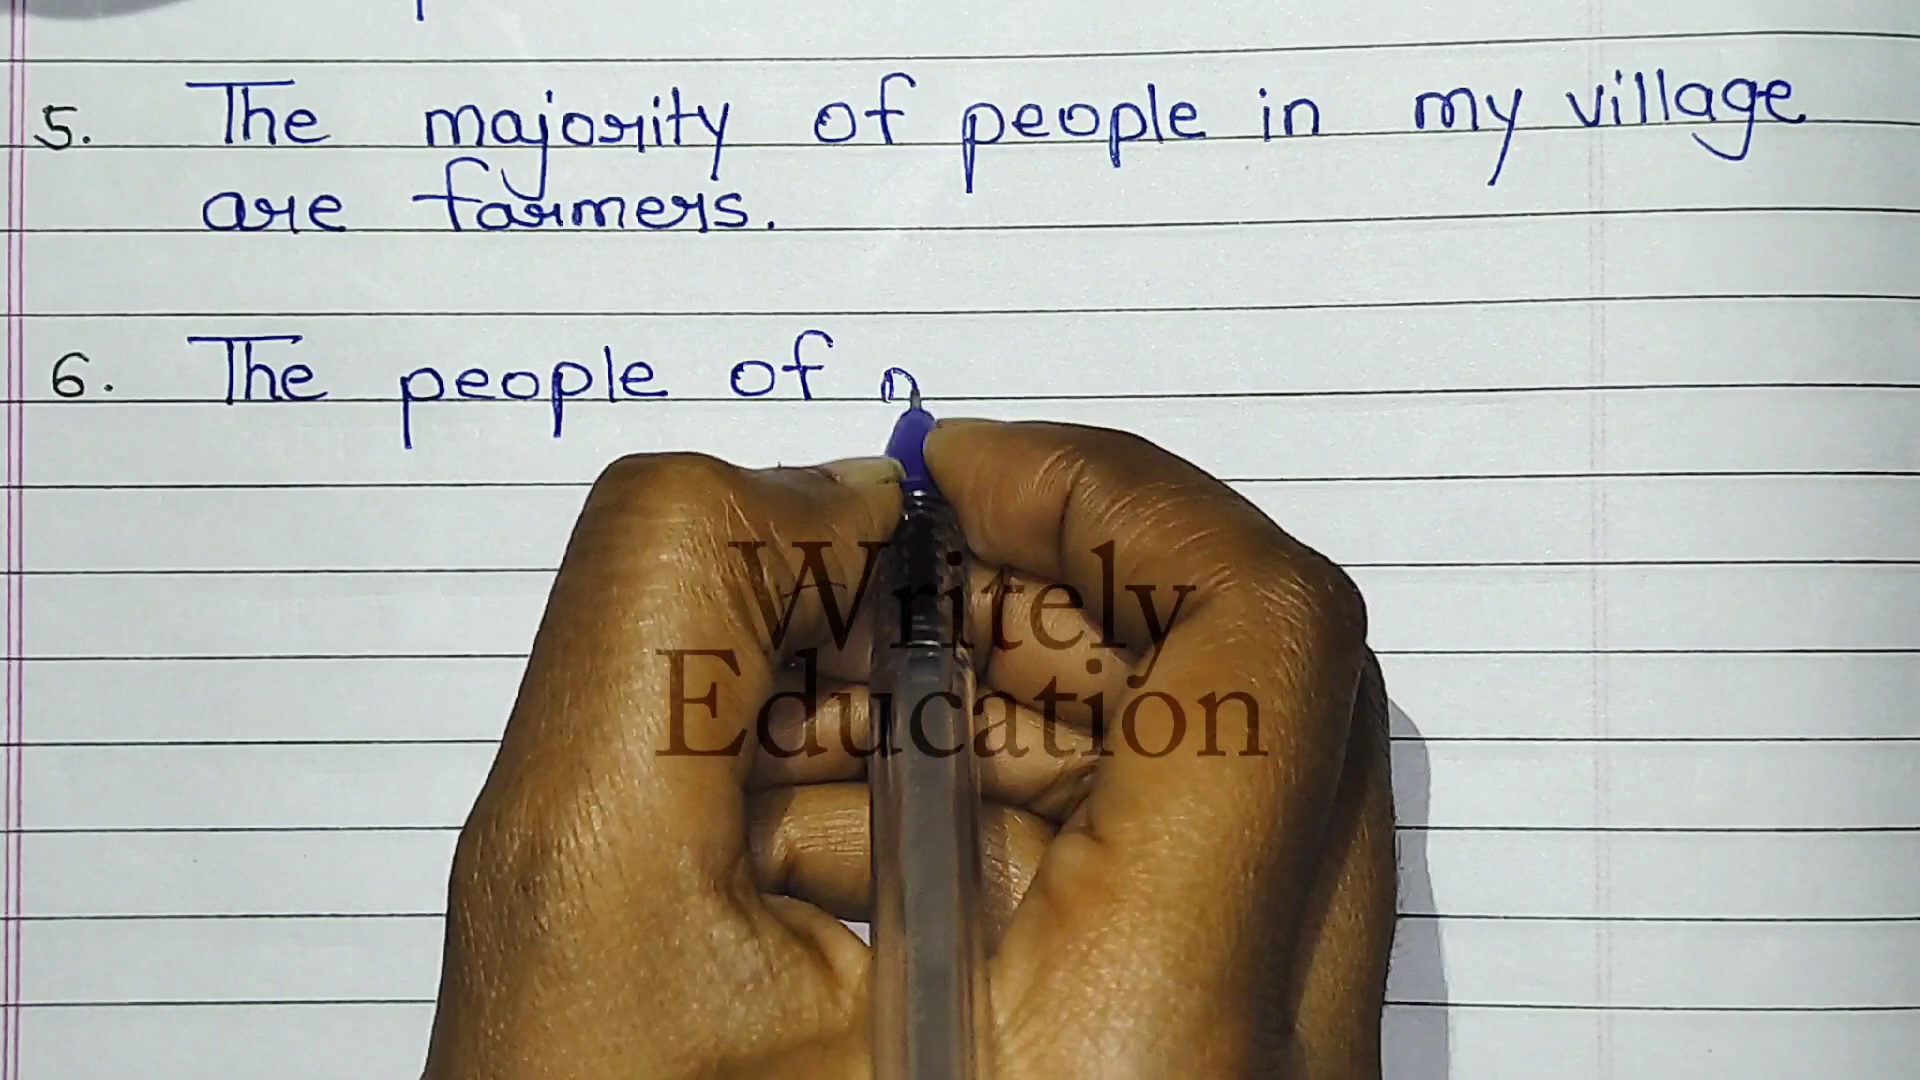 5. The majority of people in my village
are farmers.
6. The people of
Writely
Education